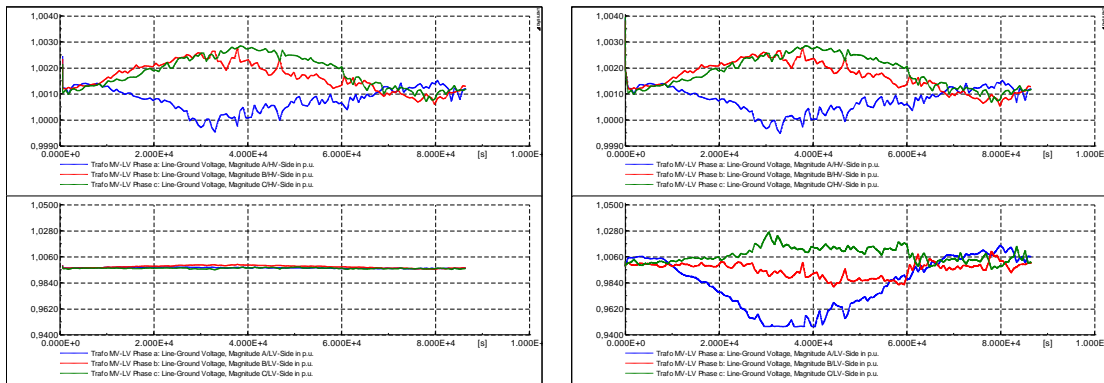 1,0040
1,0030
1,0020
1,0010
1,0000
0,9990
0.000E+0 2.000E+4 4.000E+4 6.000E+4 8.000E+4 [s] 1.000E+
Trafo MV-LV Phase a: Line-Ground Voltage, Magnitude A/HV-Side in p.u.
Trafo MV-LV Phase b: Line-Ground Voltage, Magnitude B/HV-Side in p.u.
Trafo MV-LV Phase c: Line-Ground Voltage, Magnitude C/HV-Side in p.u.
1,0500
1,0280
1,0060
0,9840
0,9620
0,9400
0.000E+0 2.000E+4 4.000E+4 6.000E+4 8.000E+4 [s] 1.000E+
Trafo MV-LV Phase a: Line-Ground Voltage, Magnitude A/LV-Side in p.u.
Trafo MV-LV Phase b: Line-Ground Voltage, Magnitude B/LV-Side in p.u.
Trafo MV-LV Phase c: Line-Ground Voltage, Magnitude C/LV-Side in p.u.
1,0040
1,0030
1,0020
1,0010
1,0000
0,9990
0.000E+0 2.000E+4 4.000E+4 6.000E+4 8.000E+4 [s] 1.000E+
Trafo MV-LV Phase a: Line-Ground Voltage, Magnitude A/HV-Side in p.u.
Trafo MV-LV Phase b: Line-Ground Voltage, Magnitude B/HV-Side in p.u.
Trafo MV-LV Phase c: Line-Ground Voltage, Magnitude C/HV-Side in p.u.
1,0500
1,0280
1,0060
0,9840
0,9620
0,9400
0.000E+0 2.000E+4 4.000E+4 6.000E+4 8.000E+4 [s] 1.000E+
Trafo MV-LV Phase a: Line-Ground Voltage, Magnitude A/LV-Side in p.u.
Trafo MV-LV Phase b: Line-Ground Voltage, Magnitude B/LV-Side in p.u.
Trafo MV-LV Phase c: Line-Ground Voltage, Magnitude C/LV-Side in p.u.